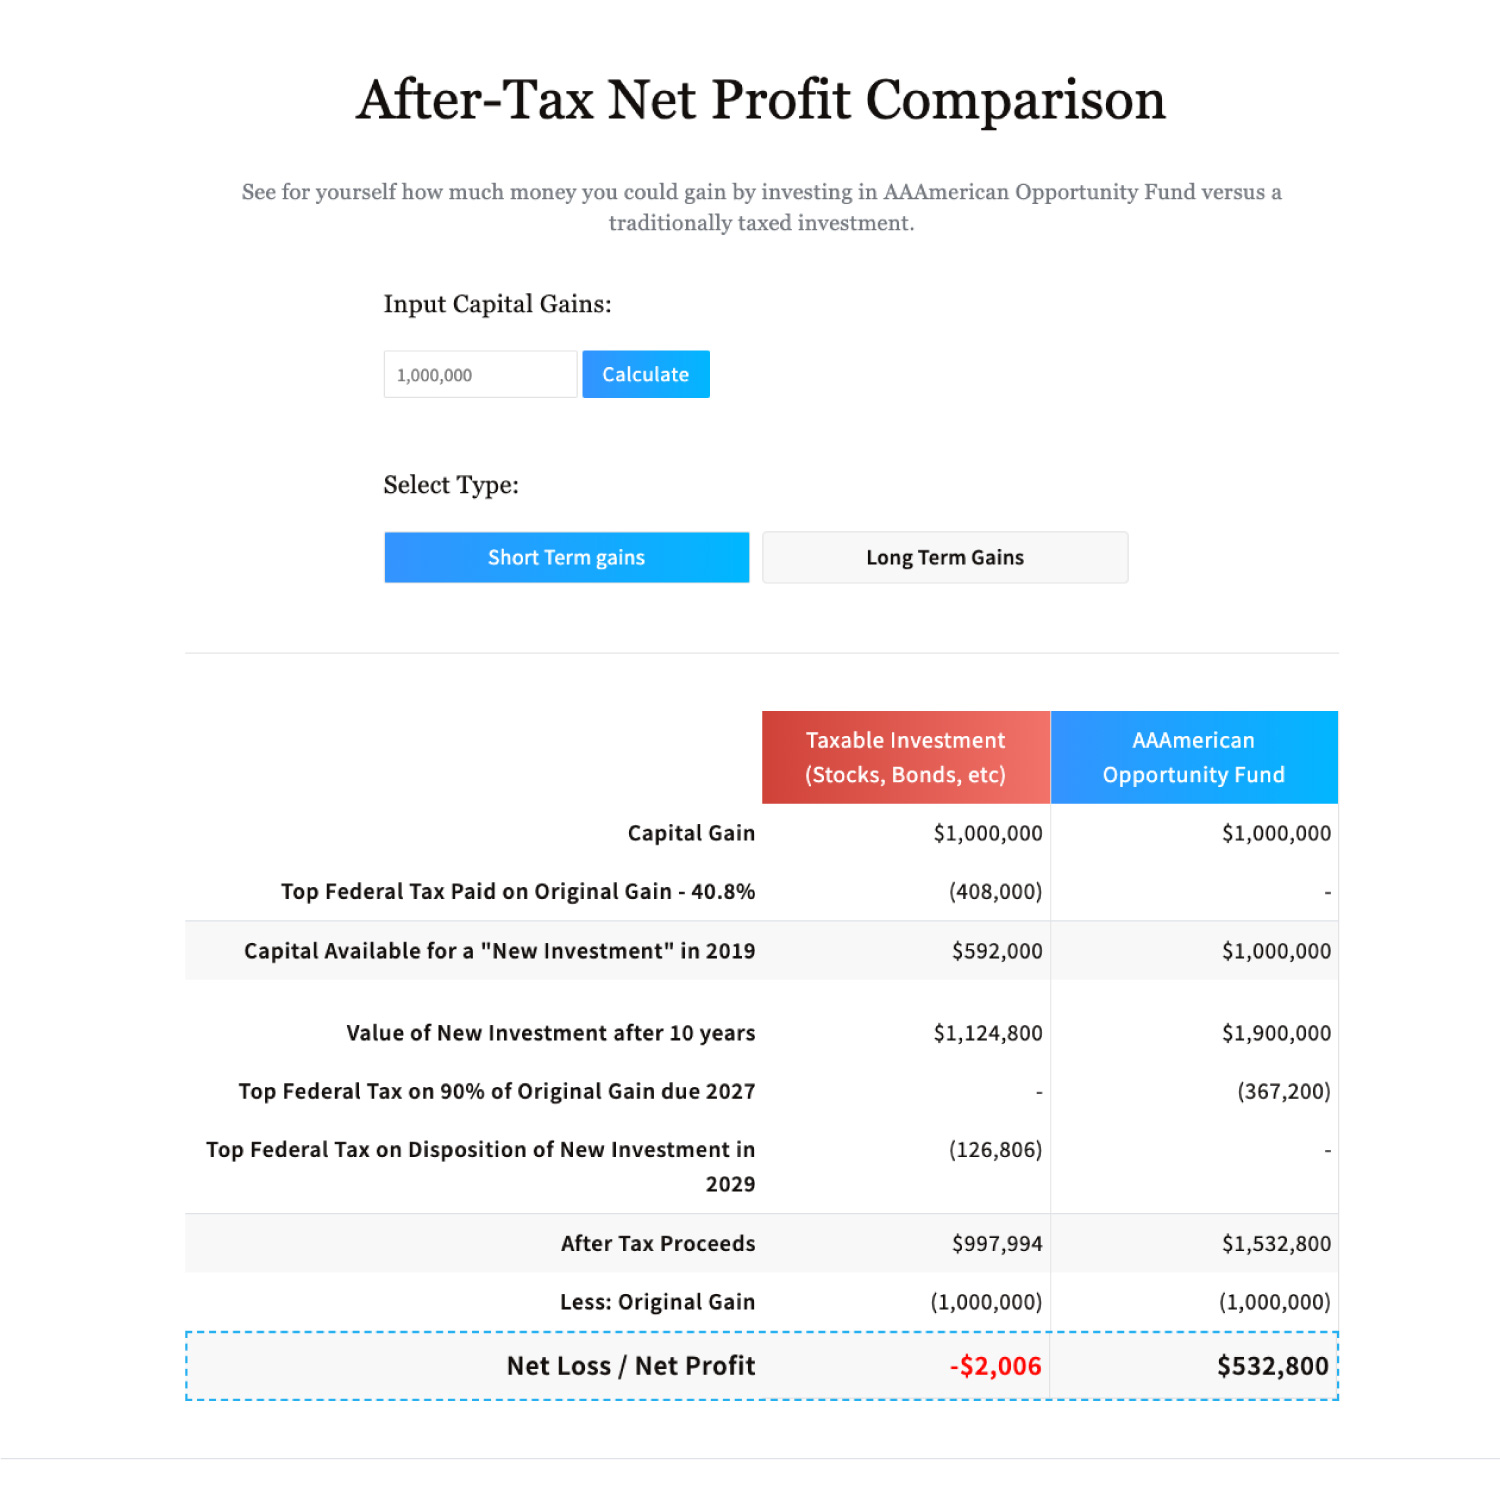 After-Tax Net Profit Comparison
See for yourself how much money you could gain by investing in AAAmerican Opportunity Fund versus a
traditionally taxed investment.
Input Capital Gains:
1,000,000 Calculate
Select Type:
Short Term gains Long Term Gains
Taxable Investment AAAmerican
(Stocks, Bonds, etc) Opportunity Fund
Capital Gain $1,000,000 $1,000,000
Top Federal Tax Paid on Original Gain - 40.8% (408,000) -
Capital Available for a "New Investment" in 2019 $592,000 $1,000,000
Value of New Investment after 10 years $1,124,800 $1,900,000
Top Federal Tax on 90% of Original Gain due 2027 - (367,200)
Top Federal Tax on Disposition of New Investment in (126,806) -
2029
After Tax Proceeds $997,994 $1,532,800
Less: Original Gain (1,000,000) (1,000,000)
Net Loss / Net Profit -$2,006 $532,800